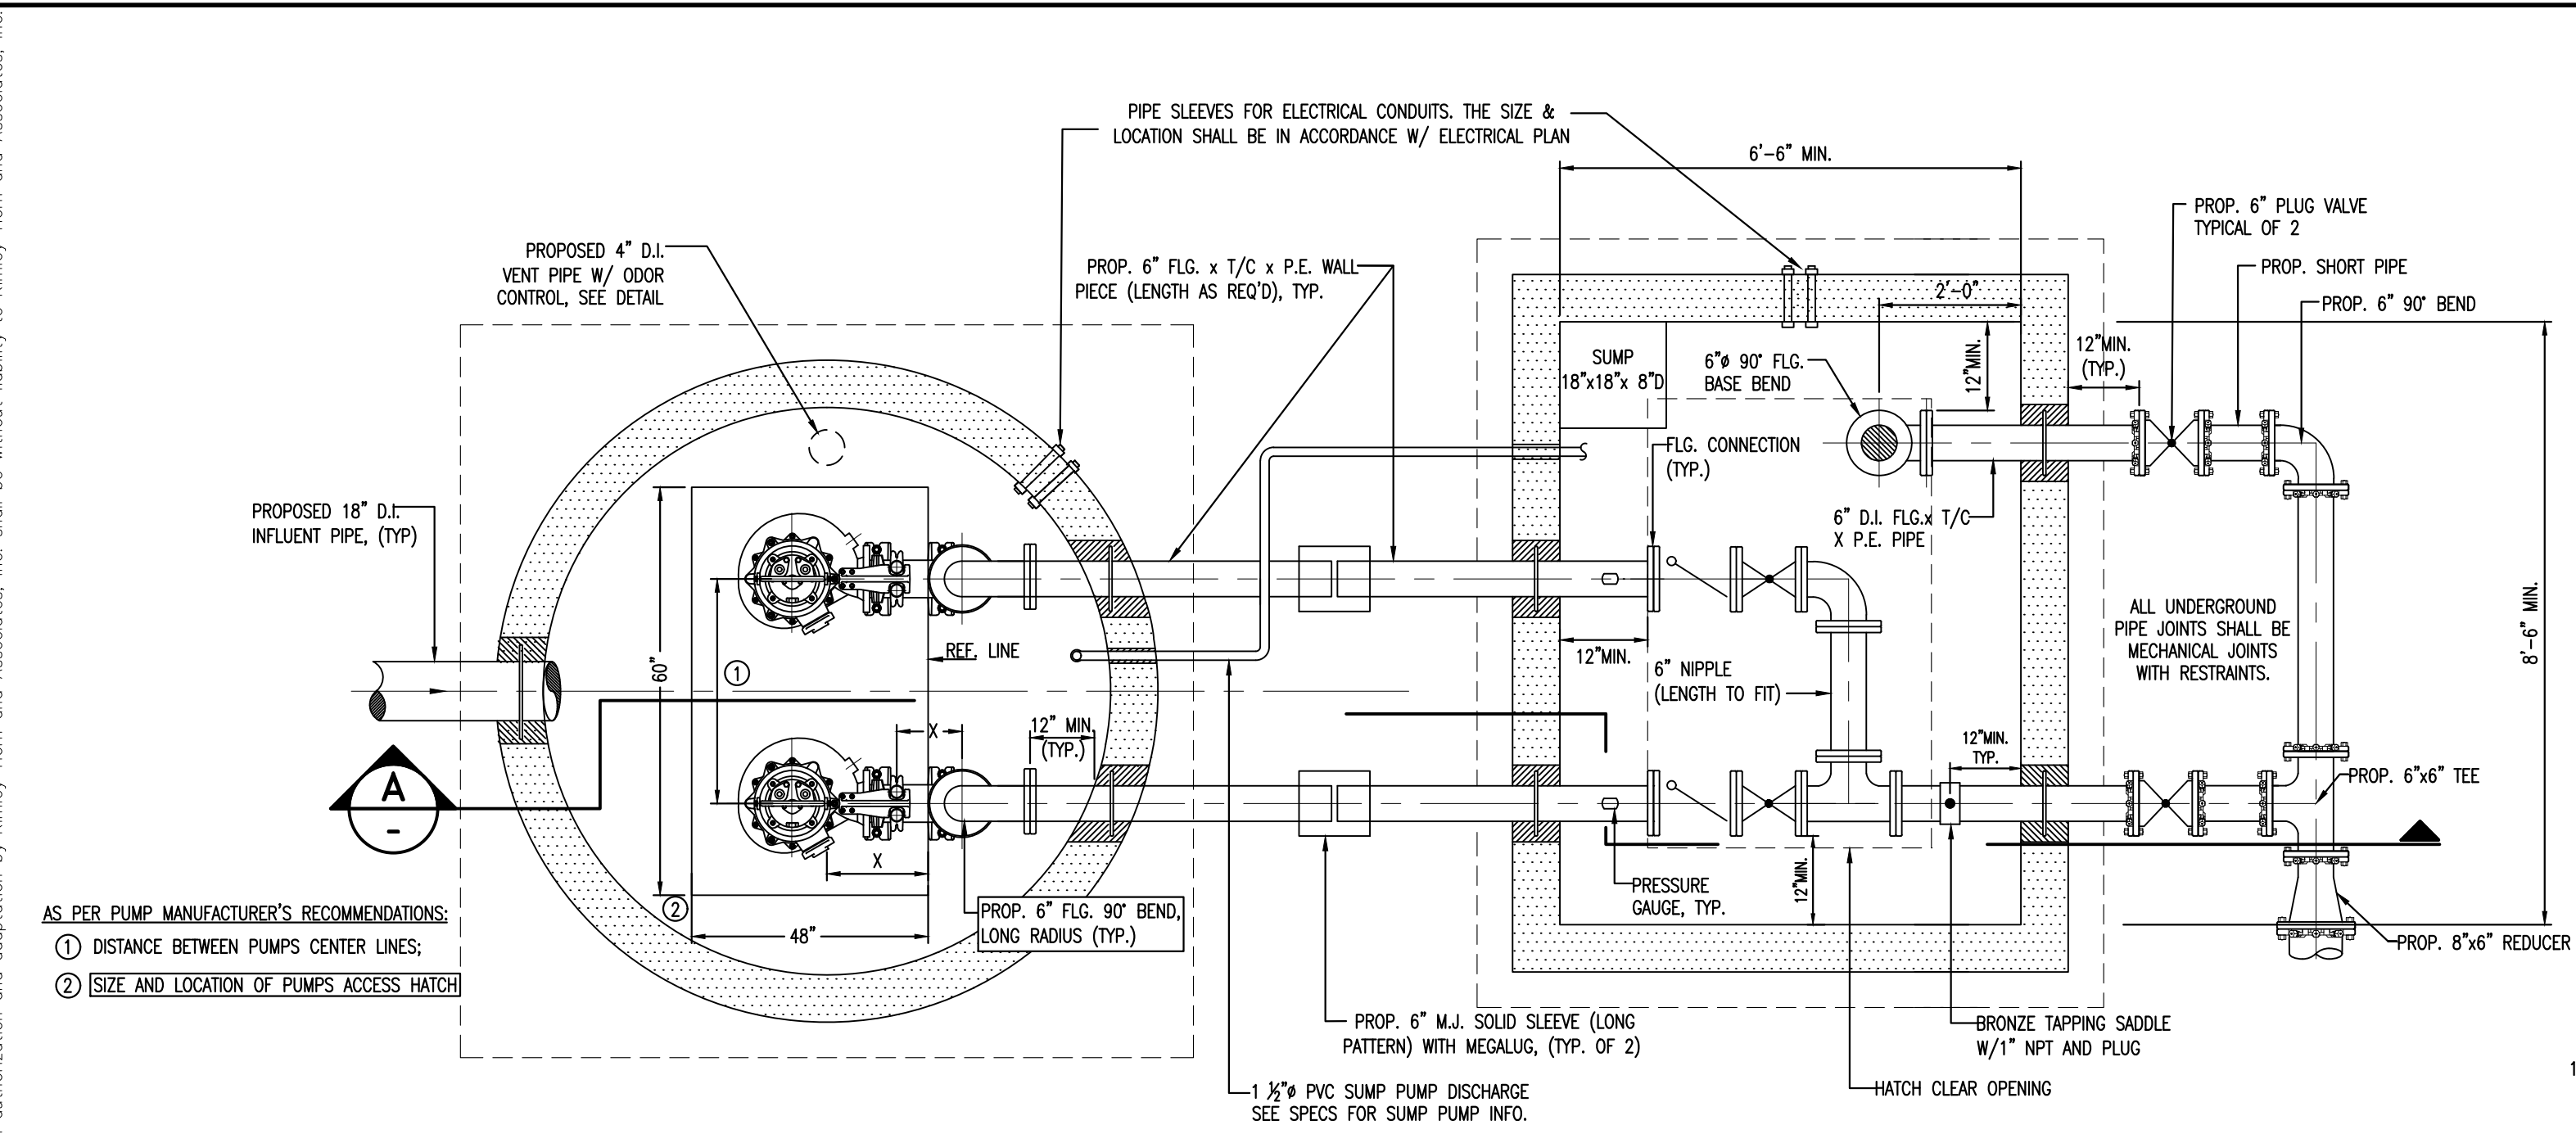 PIPE SLEEVES FOR ELECTRICAL CONDUITS. THE SIZE &
LOCATION SHALL BE IN ACCORDANCE W/ ELECTRICAL PLAN
6'-6" MIN.
PROP. 6" PLUG VALVE
TYPICAL OF 2
PROPOSED 4" D.I.
VENT PIPE W/ ODOR
CONTROL, SEE DETAIL
PROP. 6" FLG. x T/C x P.E. WALL
PIECE (LENGTH AS REQ'D), TYP.
PROP. SHORT PIPE
2'-0"
PROP. 6" 90° BEND
SUMP
18"x18"x 8"D
6"ø 90° FLG.
BASE BEND
12"MIN.
12"MIN.
(TYP.)
FLG. CONNECTION
(TYP.)
PROPOSED 18" D.I.
INFLUENT PIPE, (TYP)
6" D.I. FLG.x T/C
X P.E. PIPE
ALL UNDERGROUND
PIPE JOINTS SHALL BE
MECHANICAL JOINTS
WITH RESTRAINTS.
8'-6" MIN.
REF. LINE
60"
1
12"MIN.
6" NIPPLE
(LENGTH TO FIT)
X
12" MIN.
(TYP.)
12"MIN.
TYP.
PROP. 6"x6" TEE
A
-
X
12"MIN.
PRESSURE
GAUGE, TYP.
2
48"
PROP. 6" FLG. 90° BEND,
LONG RADIUS (TYP.)
AS PER PUMP MANUFACTURER'S RECOMMENDATIONS:
1 DISTANCE BETWEEN PUMPS CENTER LINES;
2 SIZE AND LOCATION OF PUMPS ACCESS HATCH
PROP. 8"x6" REDUCER
PROP. 6" M.J. SOLID SLEEVE (LONG
PATTERN) WITH MEGALUG, (TYP. OF 2)
BRONZE TAPPING SADDLE
W/1" NPT AND PLUG
HATCH CLEAR OPENING
1 ½"ø PVC SUMP PUMP DISCHARGE
SEE SPECS FOR SUMP PUMP INFO.
1